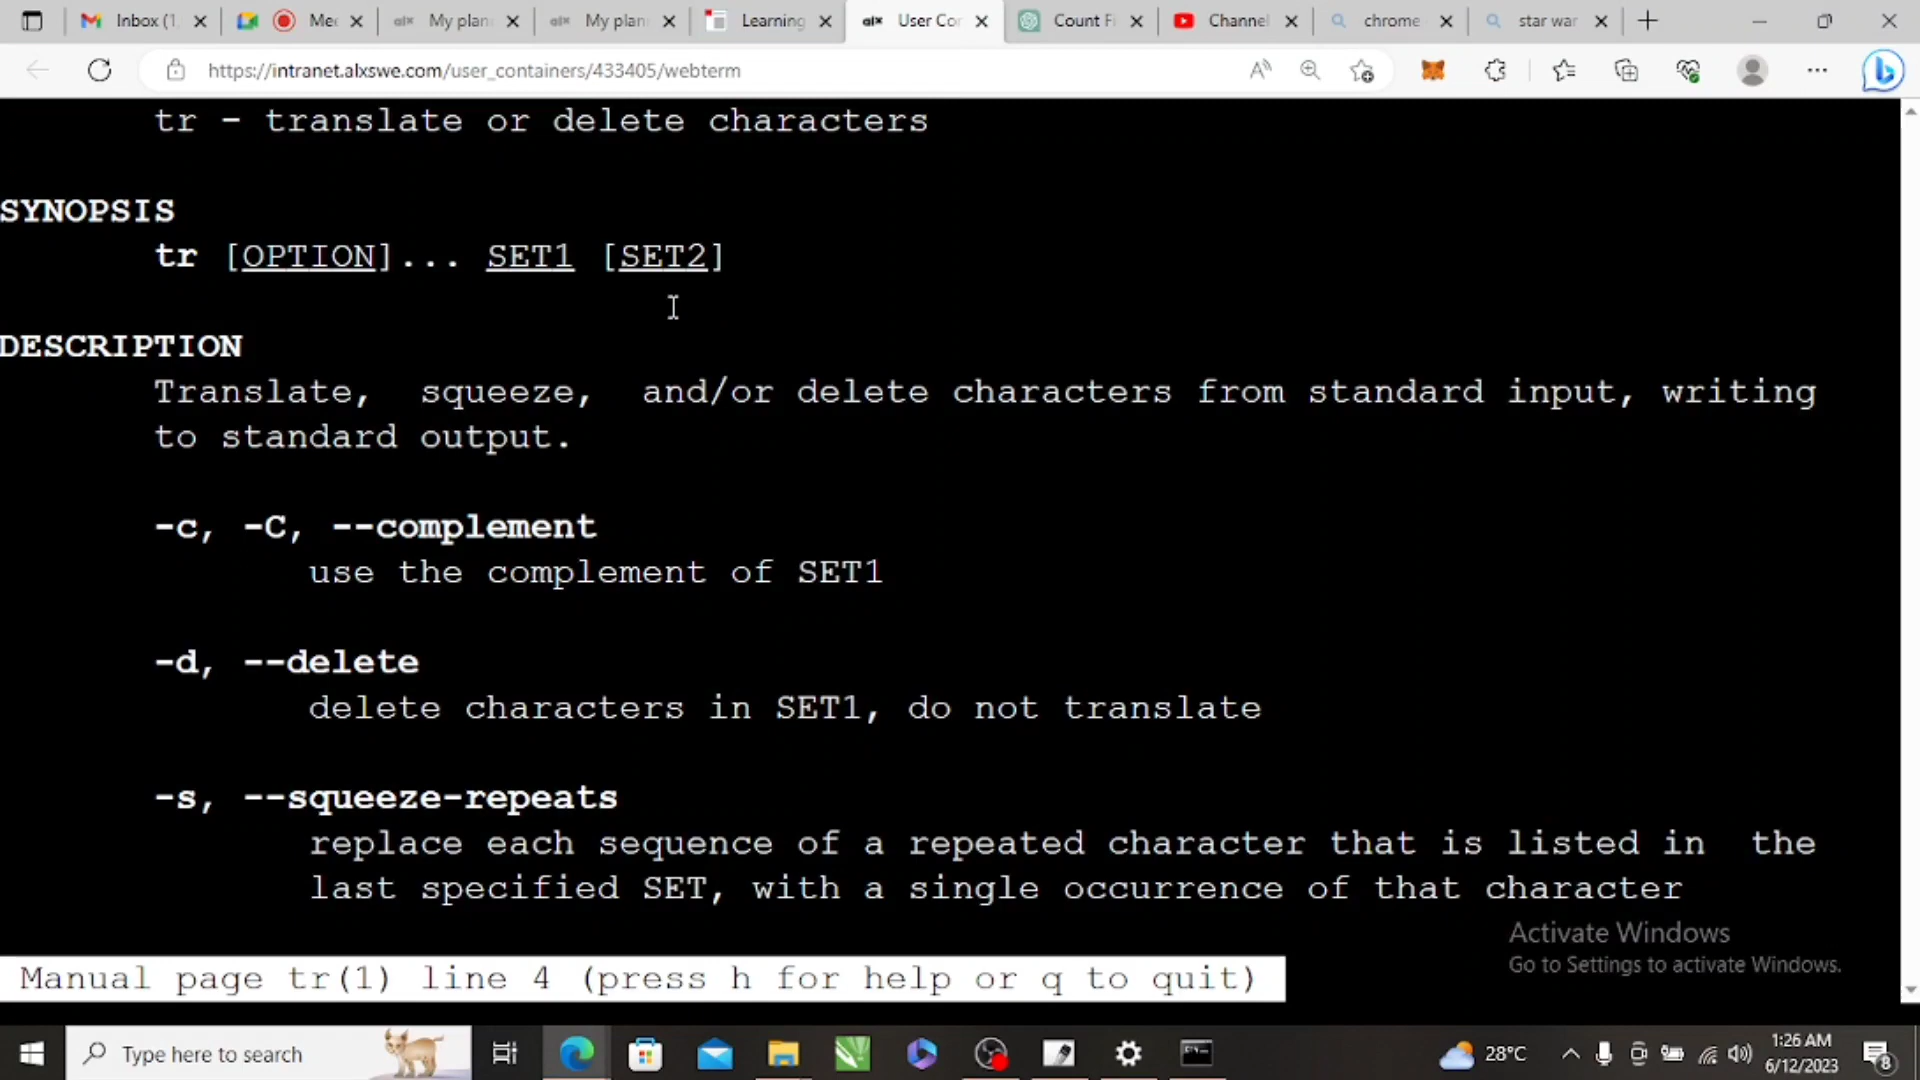 Inbox (1
Mee
My plan
My plan
Learning
User Co
Count Fi
Channel
chrome
star war
https://intranet.alxswe.com/user_containers/433405/webterm
tr - translate or delete characters
SYNOPSIS
tr [OPTION]... SET1 [SET2]
DESCRIPTION
Translate, squeeze, and/or delete characters from standard input, writing
to standard output.
-c, -C, --complement
use the complement of SET1
-d, --delete
delete characters in SET1, do not translate
-s, --squeeze-repeats
replace each sequence of a repeated character that is listed in the
last specified SET, with a single occurrence of that character
Activate Windows
Go to Settings to activate Windows.
Manual page tr(1) line 4 (press h for help or q to quit)
Type here to search
28°C
1:26 AM
6/12/2023
8